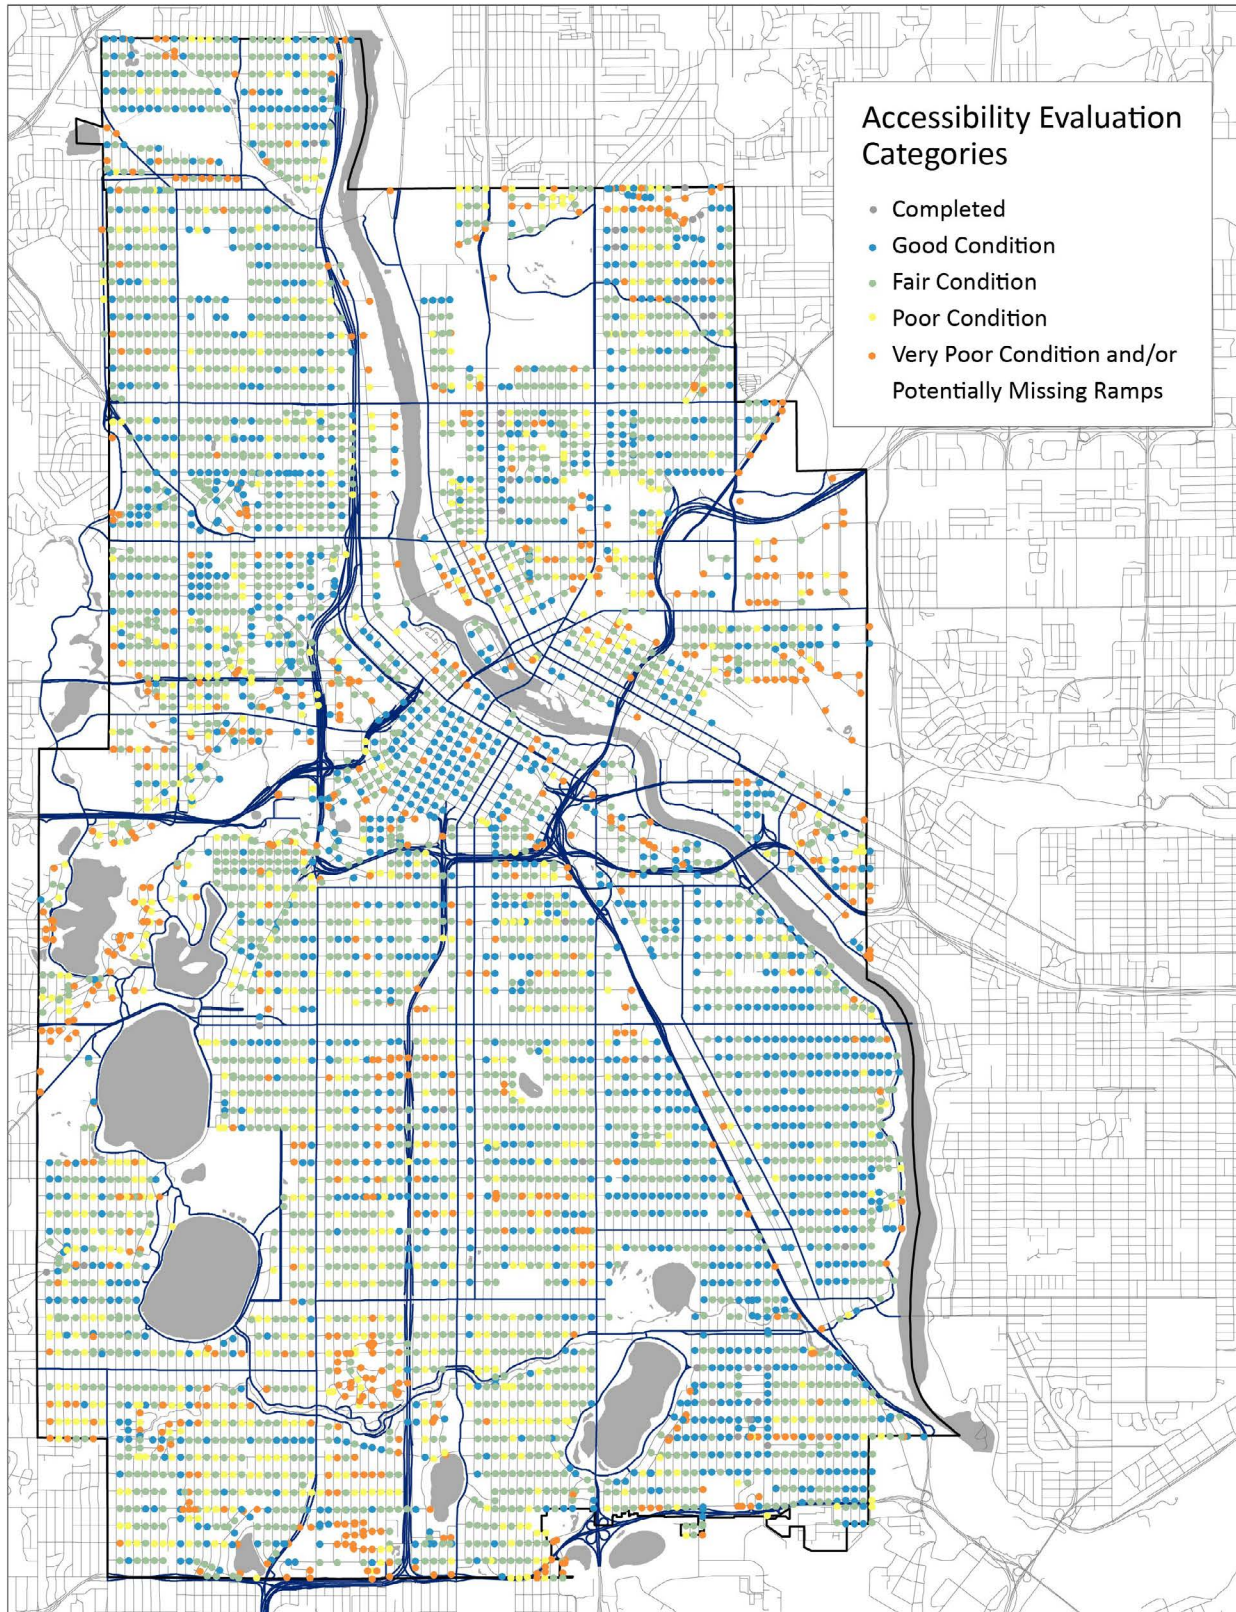 Accessibility Evaluation
Categories
Completed
Good Condition
Fair Condition
Poor Condition
Very Poor Condition and/or
Potentially Missing Ramps